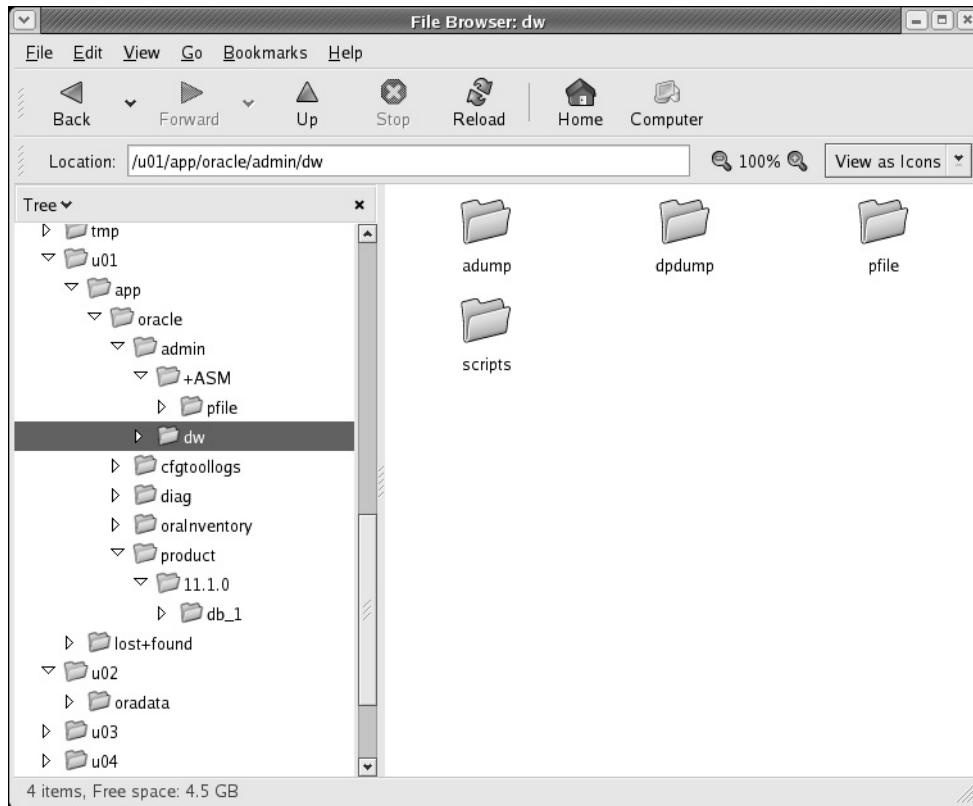 File Browser: dw
File Edit View Go Bookmarks Help
Back Forward Up Stop Reload Home Computer
Location: /u01/app/oracle/admin/dw 100% View as Icons
Tree
tmp
u01
app
oracle
admin
+ASM
pfile
dw
cfgtoollogs
diag
oraInventory
product
11.1.0
db_1
lost+found
u02
oradata
u03
u04
adump dpdump pfile
scripts
4 items, Free space: 4.5 GB